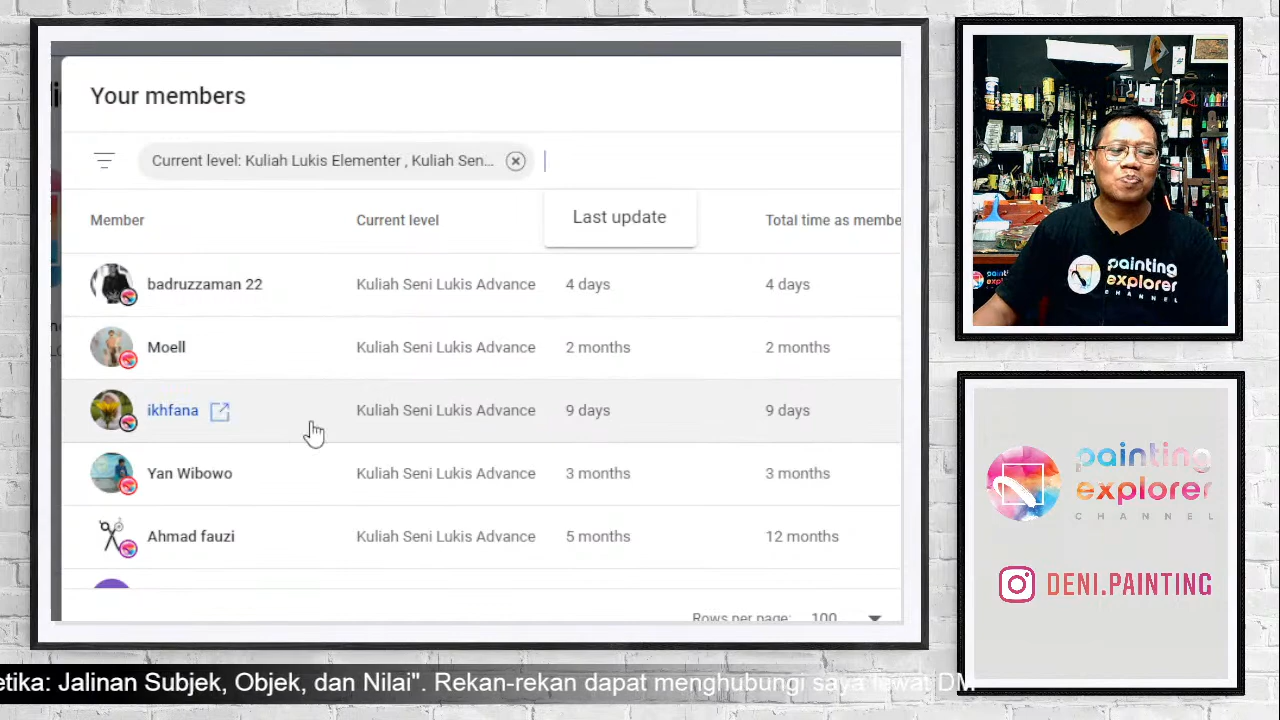 Your members
Current level: Kuliah Lukis Elementer , Kuliah Sen...
Member Current level Last update Total time as membe
badruzzaman 22 Kuliah Seni Lukis Advance 4 days 4 days
Moell Kuliah Seni Lukis Advance 2 months 2 months
ikhfana Kuliah Seni Lukis Advance 9 days 9 days
Yan Wibowo Kuliah Seni Lukis Advance 3 months 3 months
Ahmad fauzi Kuliah Seni Lukis Advance 5 months 12 months
Rows per page: 100
painting
explorer
CHANNEL
painting
explorer
CHANNEL
DENI.PAINTING
etika: Jalinan Subjek, Objek, dan Nilai". Rekan-rekan dapat menghubungi saya lewat DM